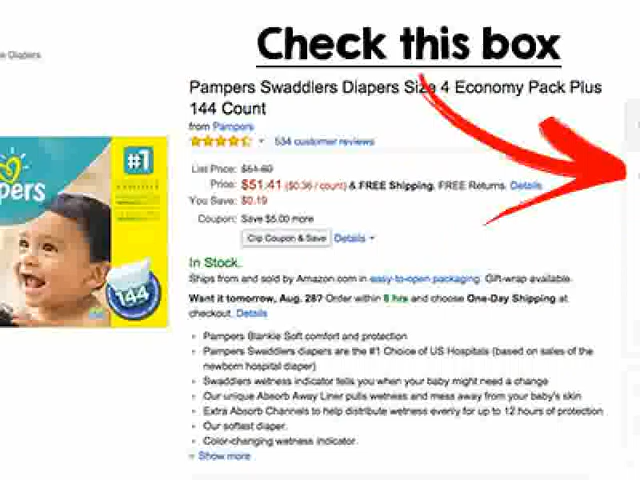 Check this box
e Diapers
Pampers Swaddlers Diapers Size 4 Economy Pack Plus
144 Count
from Pampers
534 customer reviews
List Price: $51.60
Price: $51.41 ($0.36 / count) & FREE Shipping. FREE Returns. Details
You Save: $0.19
Coupon: Save $5.00 more
Clip Coupon & Save Details
In Stock.
Ships from and sold by Amazon.com in easy-to-open packaging. Gift-wrap available.
Want it tomorrow, Aug. 28? Order within 8 hrs and choose One-Day Shipping at
checkout. Details
Pampers Blankie Soft comfort and protection
Pampers Swaddlers diapers are the #1 Choice of US Hospitals (based on sales of the
newborn hospital diaper)
Swaddlers wetness indicator tells you when your baby might need a change
Our unique Absorb Away Liner pulls wetness and mess away from your baby's skin
Extra Absorb Channels to help distribute wetness evenly for up to 12 hours of protection
Our softest diaper.
Color-changing wetness indicator.
Show more
#1
pers
144